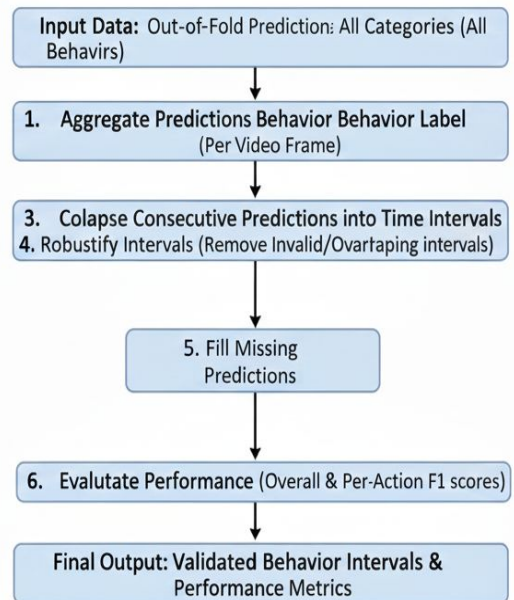 Input Data: Out-of-Fold Prediction: All Categories (All
Behavirs)
1. Aggregate Predictions Behavior Behavior Label
(Per Video Frame)
3. Colapse Consecutive Predictions into Time Intervals
4. Robustify Intervals (Remove Invalid/Ovartaping intervals)
5. Fill Missing
Predictions
6. Evalutate Performance (Overall & Per-Action F1 scores)
Final Output: Validated Behavior Intervals &
Performance Metrics